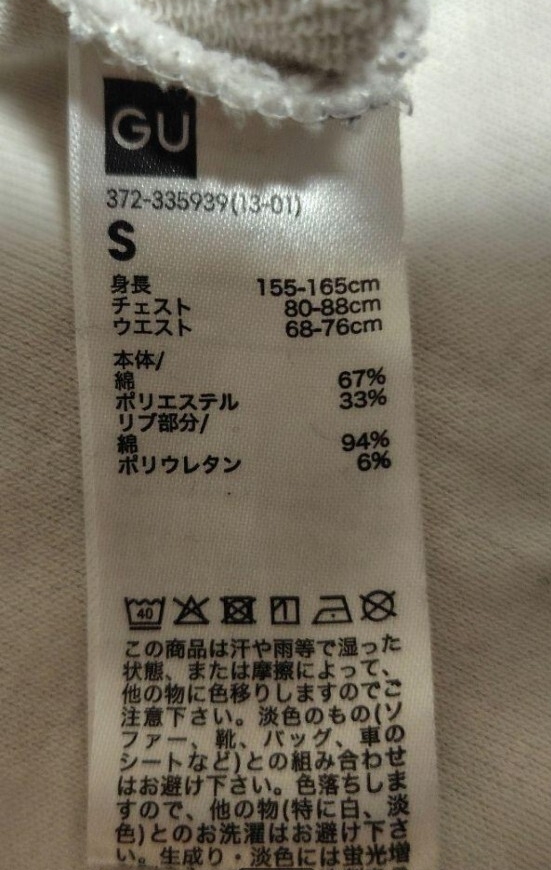 GU
372-335939(13-01)
S
身長 155-165cm
チェスト 80-88cm
ウエスト 68-76cm
本体/
綿 67%
ポリエステル 33%
リブ部分/
綿 94%
ポリウレタン 6%
40
この商品は汗や雨等で湿った
状態、または摩擦によって、
他の物に色移りしますのでご
注意下さい。淡色のもの(ソ
ファー、靴、バッグ、車の
シートなど)との組み合わせ
はお避け下さい。色落ちしま
すので、他の物(特に白、淡
色)とのお洗濯はお避け下さ
い。生成り・淡色には蛍光増